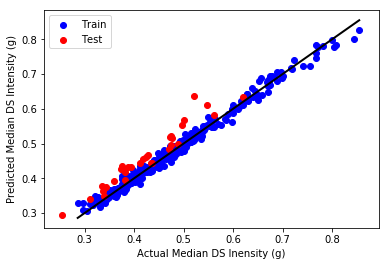 Train
Test
Predicted Median DS Intensity (g)
0.8
0.7
0.6
0.5
0.4
0.3
0.3 0.4 0.5 0.6 0.7 0.8
Actual Median DS Inensity (g)